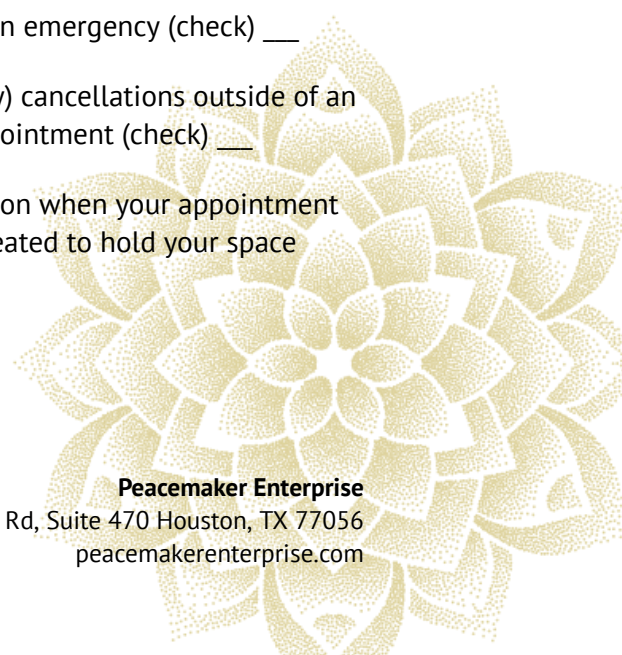 n emergency (check) ___
) cancellations outside of an
ointment (check) ___
on when your appointment
eated to hold your space
Peacemaker Enterprise
Rd, Suite 470 Houston, TX 77056
peacemakerenterprise.com